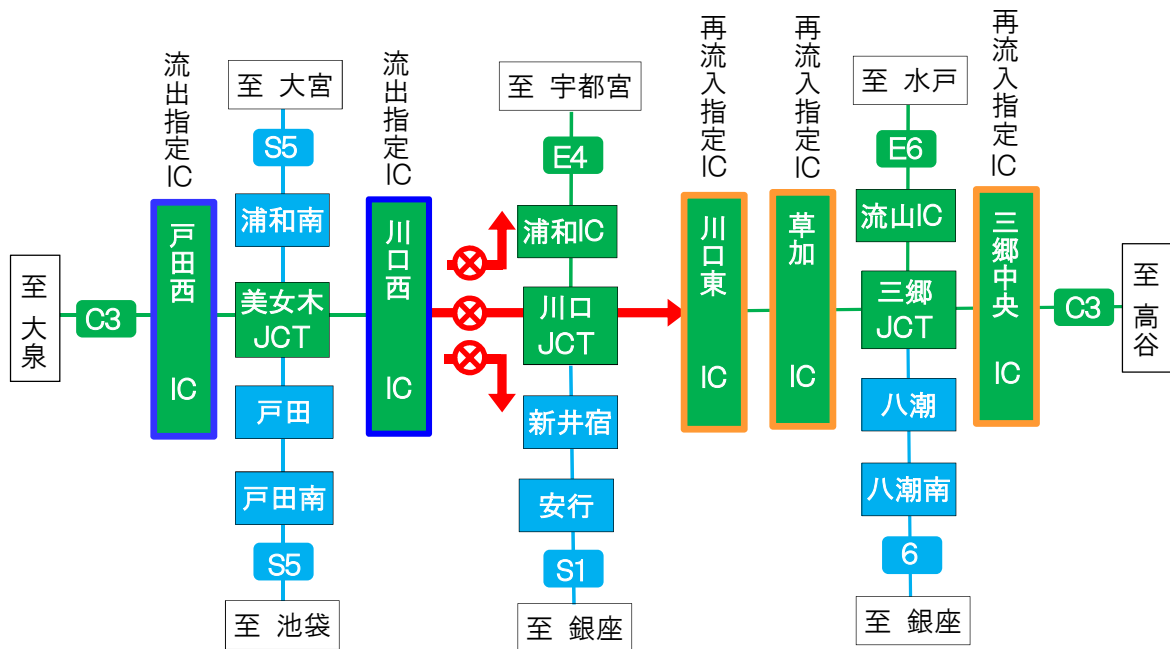 流出指定IC
至 大宮
S5
浦和南
戸田西
IC
美女木
JCT
戸田
戸田南
S5
至 池袋
至 大泉
C3
流出指定IC
川口西
IC
至 宇都宮
E4
浦和IC
川口
JCT
新井宿
安行
S1
至 銀座
再流入指定IC
川口東
IC
再流入指定IC
草加
IC
至 水戸
E6
流山IC
三郷
JCT
八潮
八潮南
6
至 銀座
再流入指定IC
三郷中央
IC
C3
至 高谷